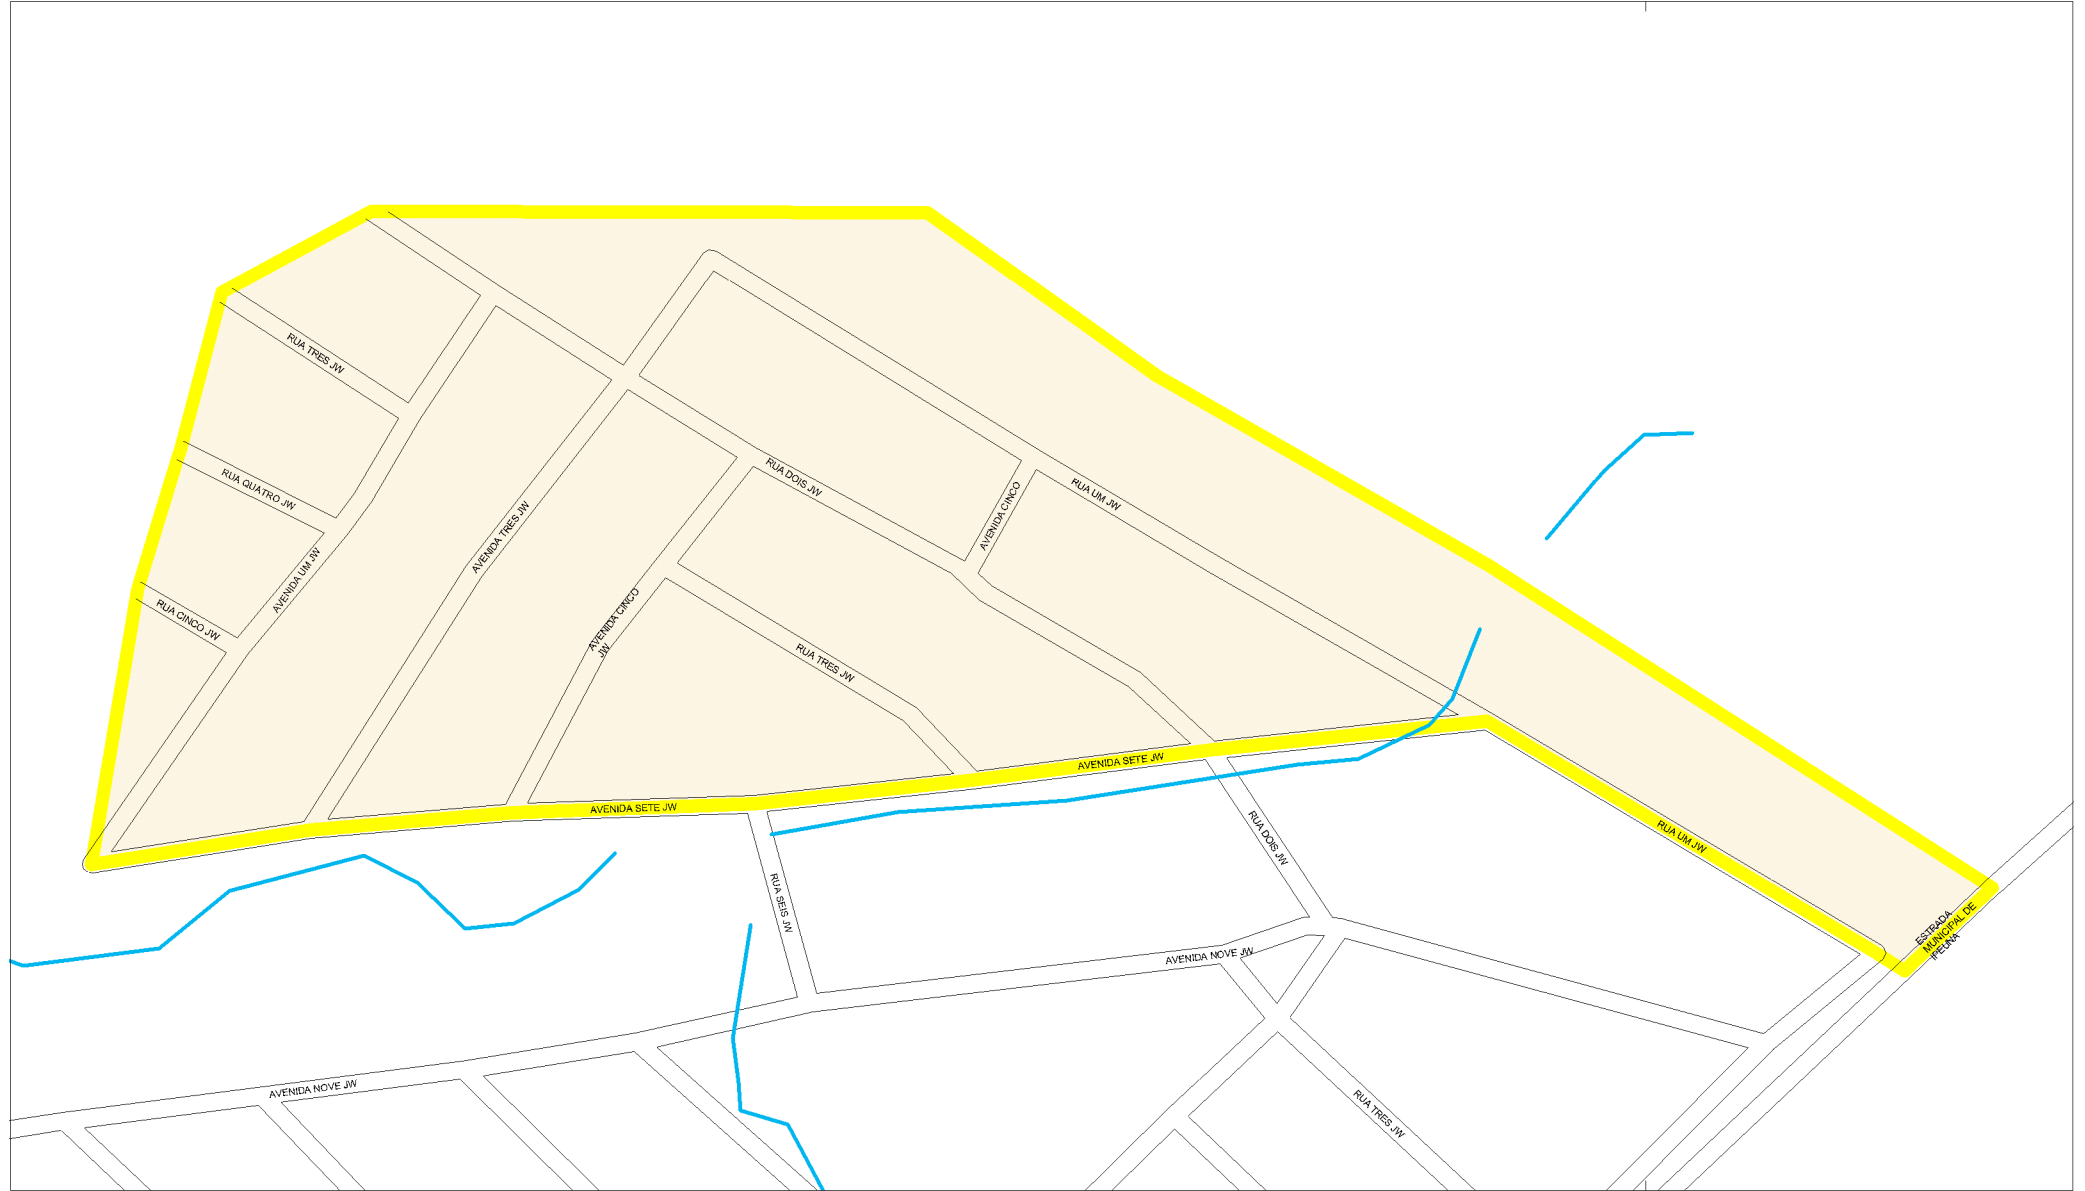 RUA TRES JW
RUA QUATRO JW
RUA DOIS JW
AVENIDA CINCO
RUA UM JW
AVENIDA TRES JW
AVENIDA UM JW
RUA CINCO JW
AVENIDA CINCO
JW
RUA TRES JW
AVENIDA SETE JW
AVENIDA SETE JW
RUA DOIS JW
RUA UM JW
RUA SEIS JW
ESTRADA
MUNICIPAL DE
IPEUNA
AVENIDA NOVE JW
AVENIDA NOVE JW
RUA TRES JW